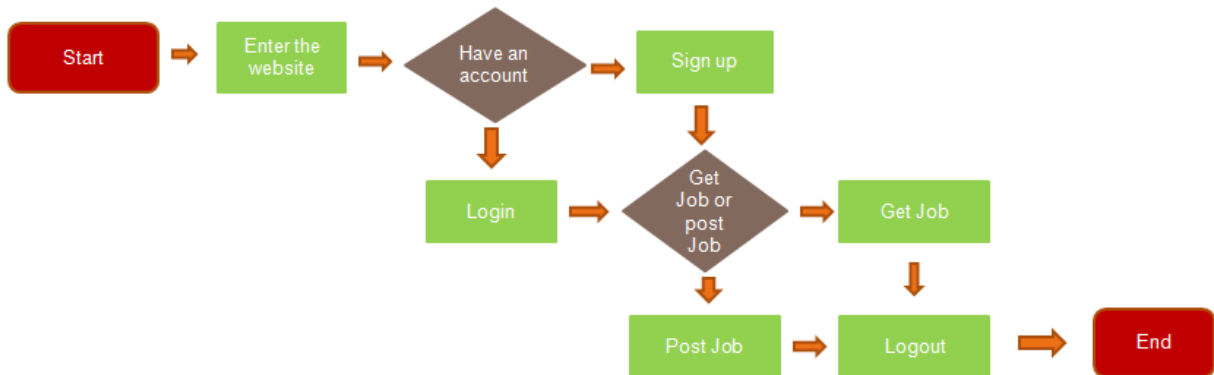 Start
Enter the
website
Have an
account
Sign up
Login
Get
Job or
post
Job
Get Job
Post Job
Logout
End